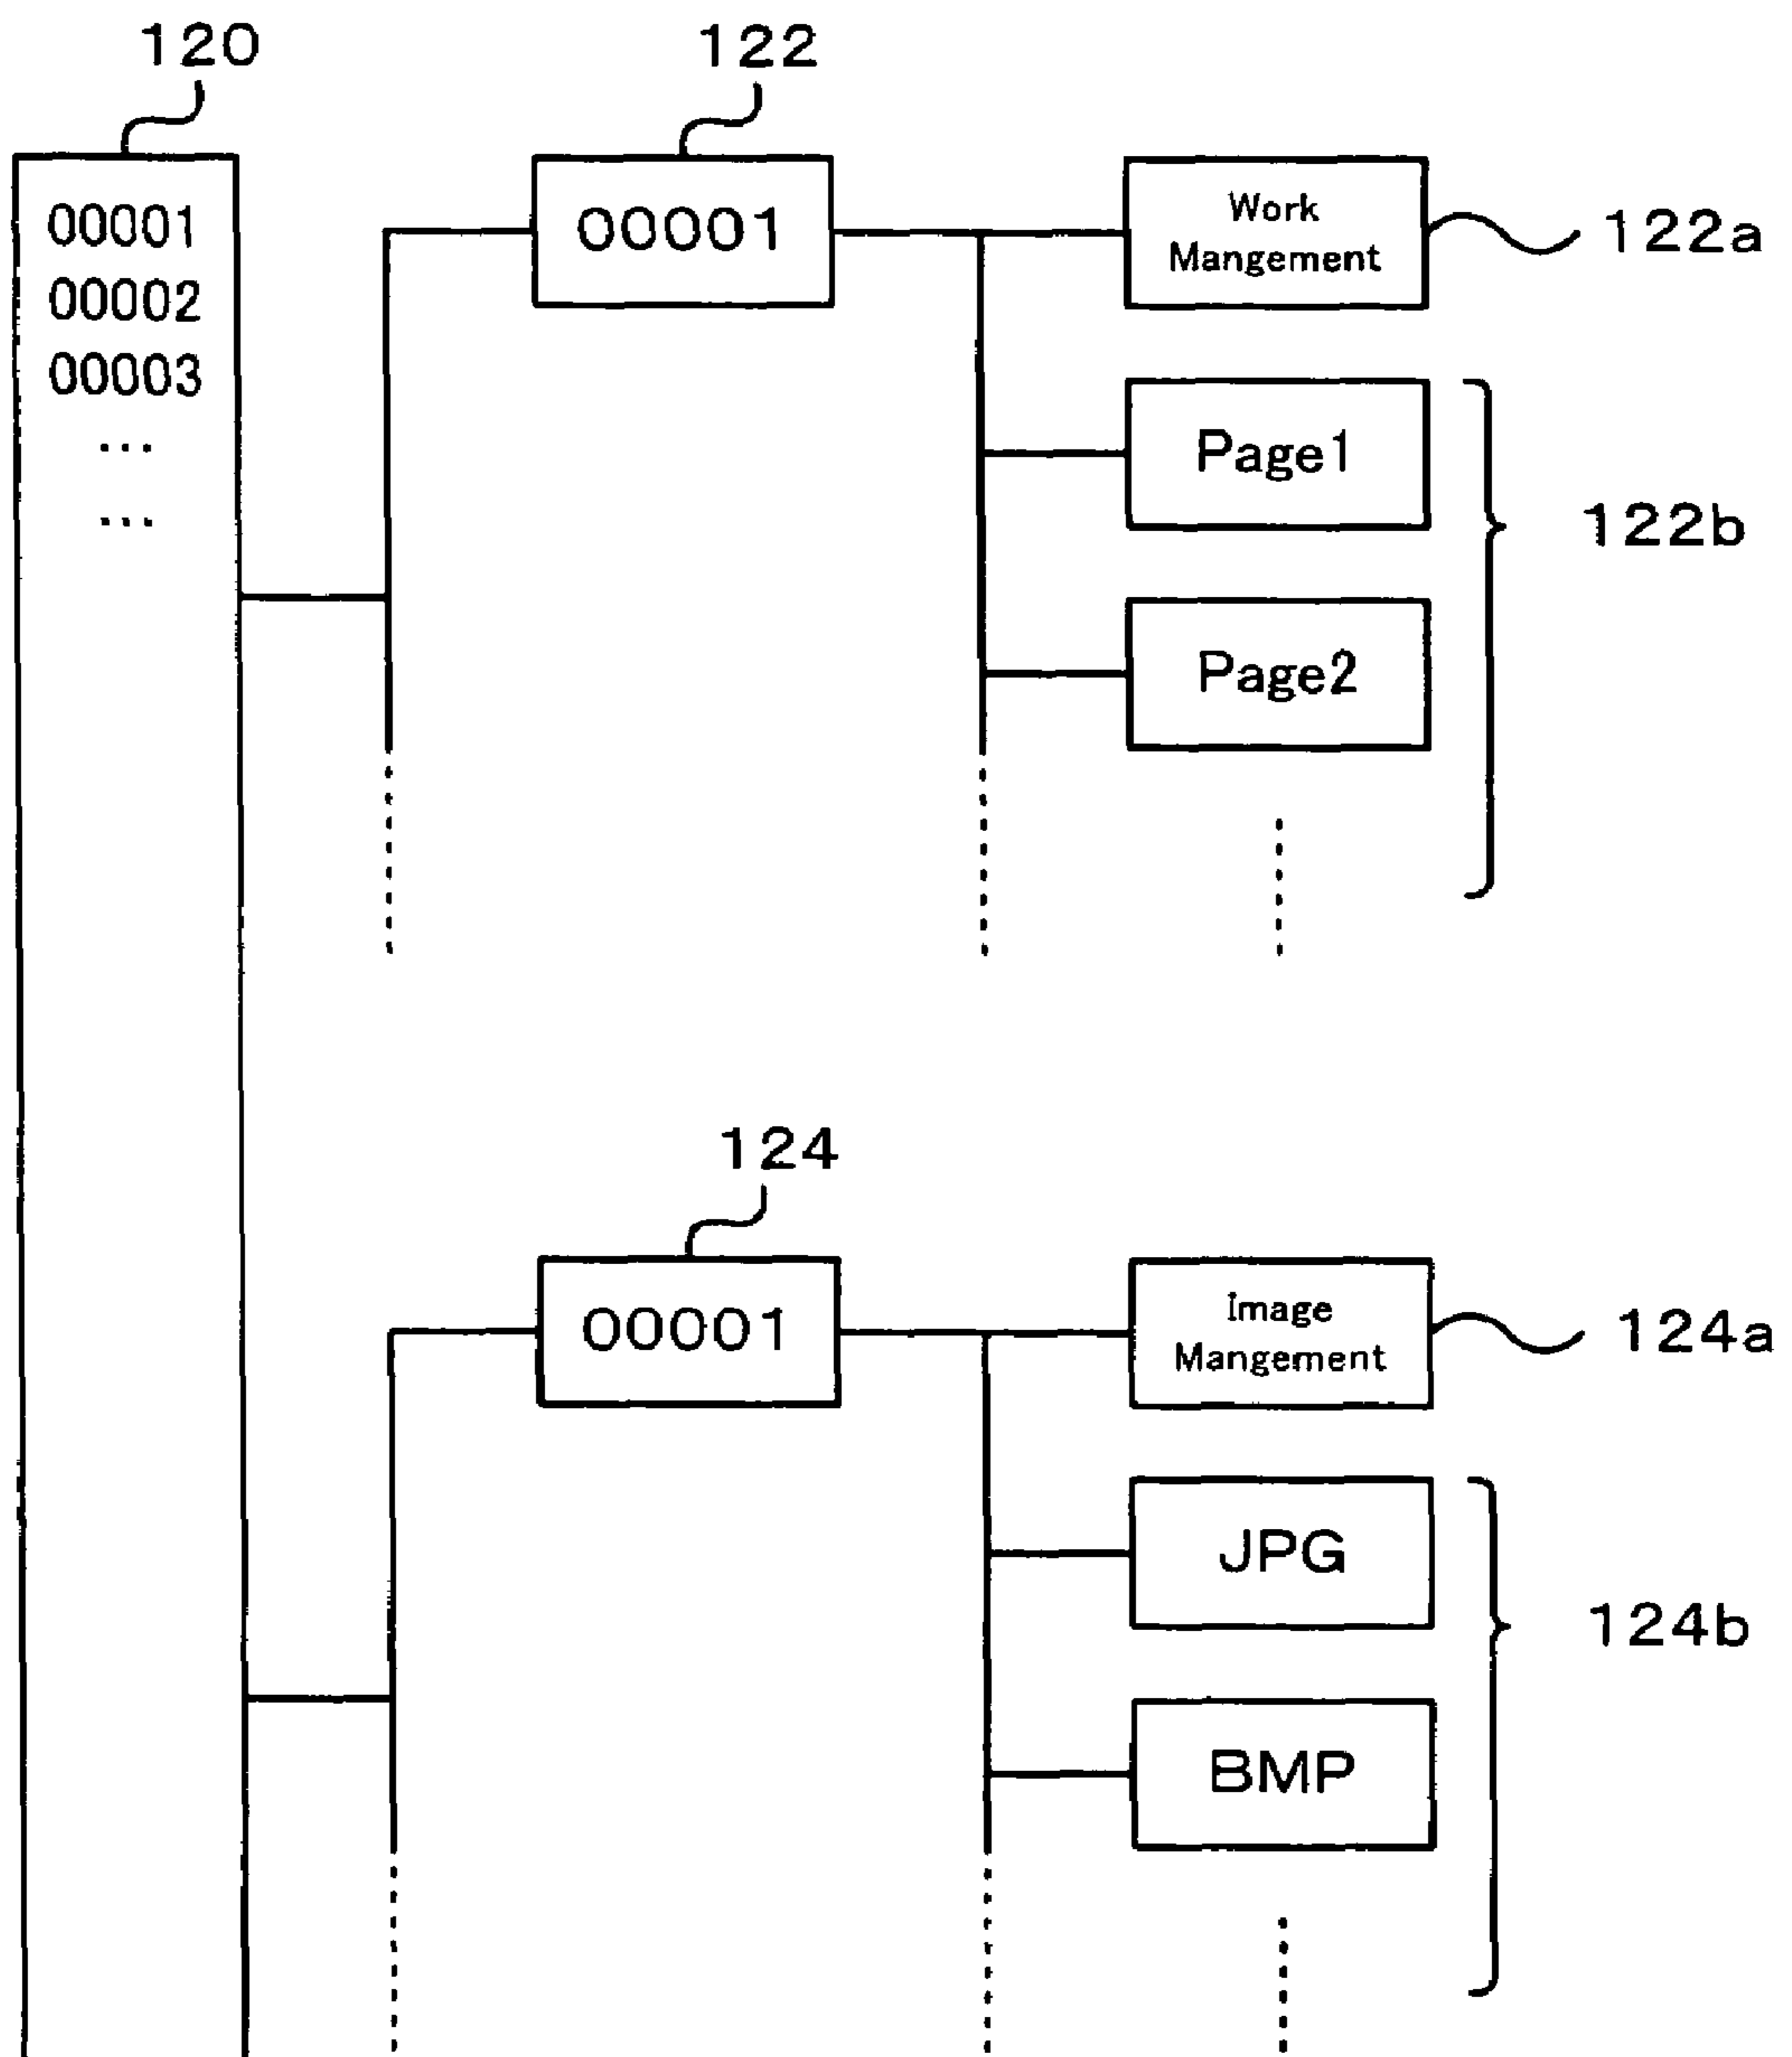 120
122
00001
00002
00003
...
...
00001
Work
Mangement
122a
Page1
122b
Page2
124
00001
Image
Mangement
124a
JPG
124b
BMP